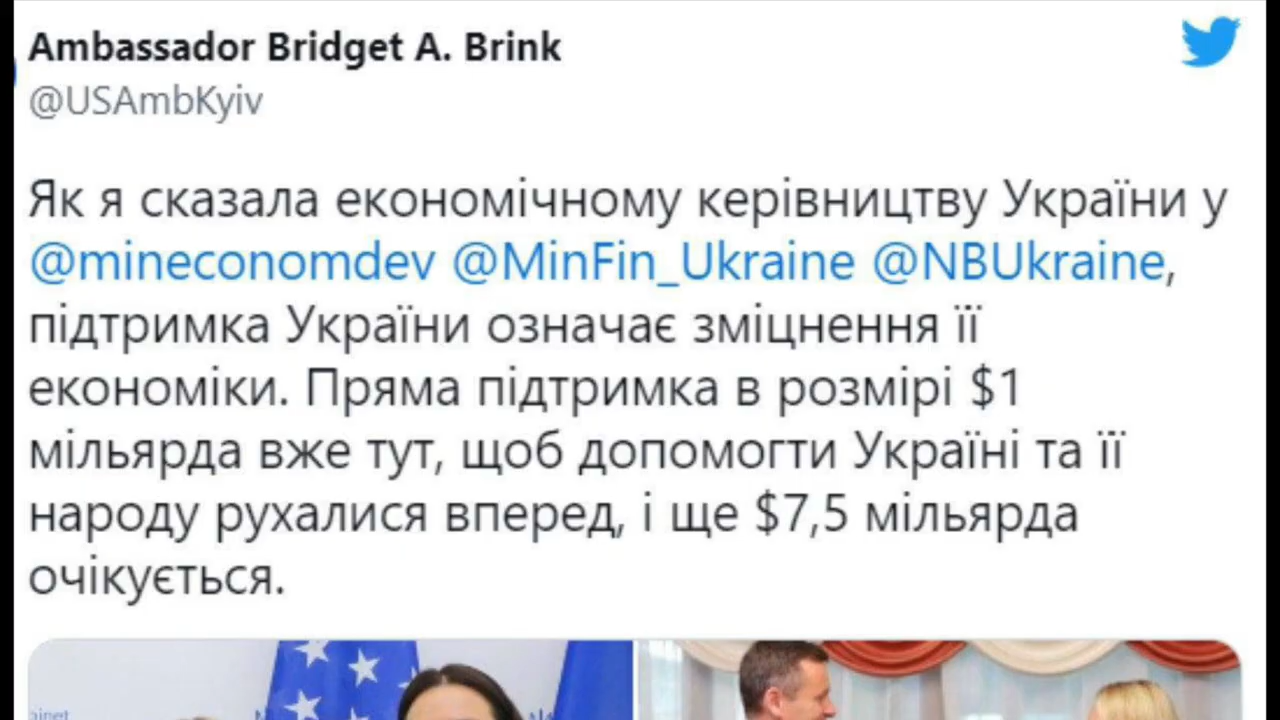 Ambassador Bridget A. Brink
@USAmbKyiv
Як я сказала економічному керівництву України у
@mineconomdev @MinFin_Ukraine @NBUkraine,
підтримка України означає зміцнення її
економіки. Пряма підтримка в розмірі $1
мільярда вже тут, щоб допомогти Україні та її
народу рухалися вперед, і ще $7,5 мільярда
очікується.